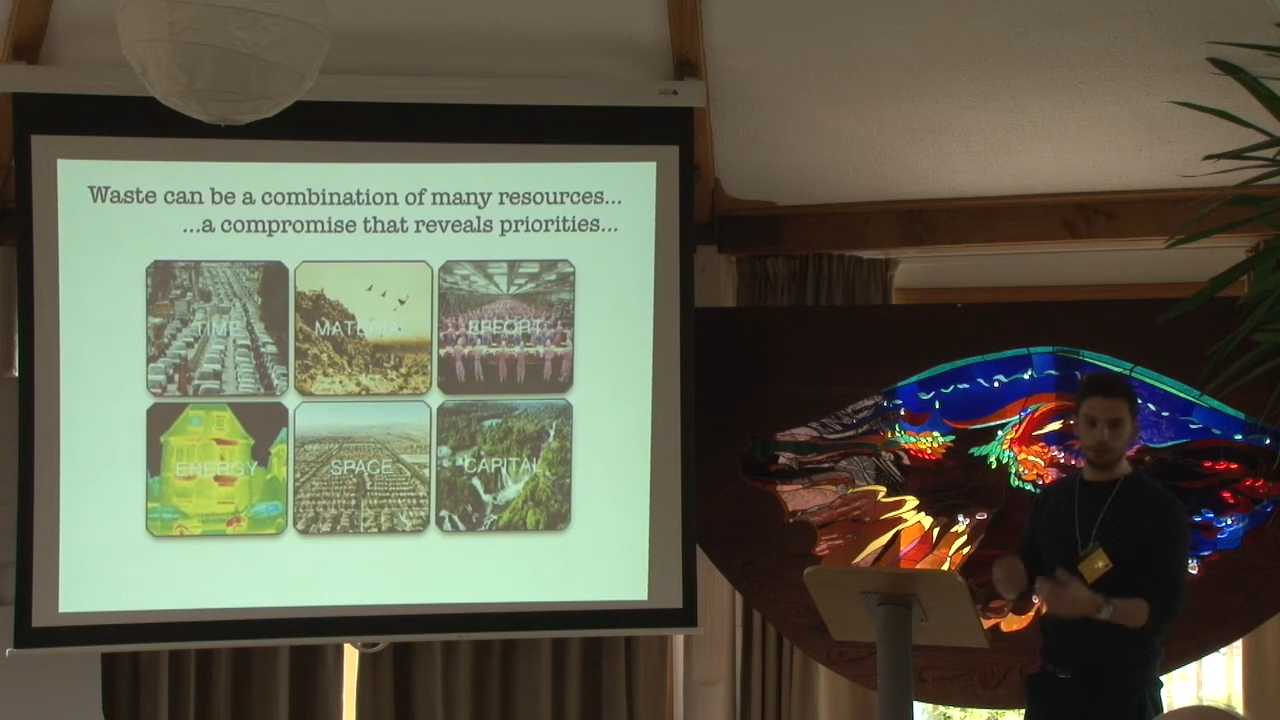 Waste can be a combination of many resources...
...a compromise that reveals priorities...
TIME MATERIAL EFFORT
ENERGY SPACE CAPITAL